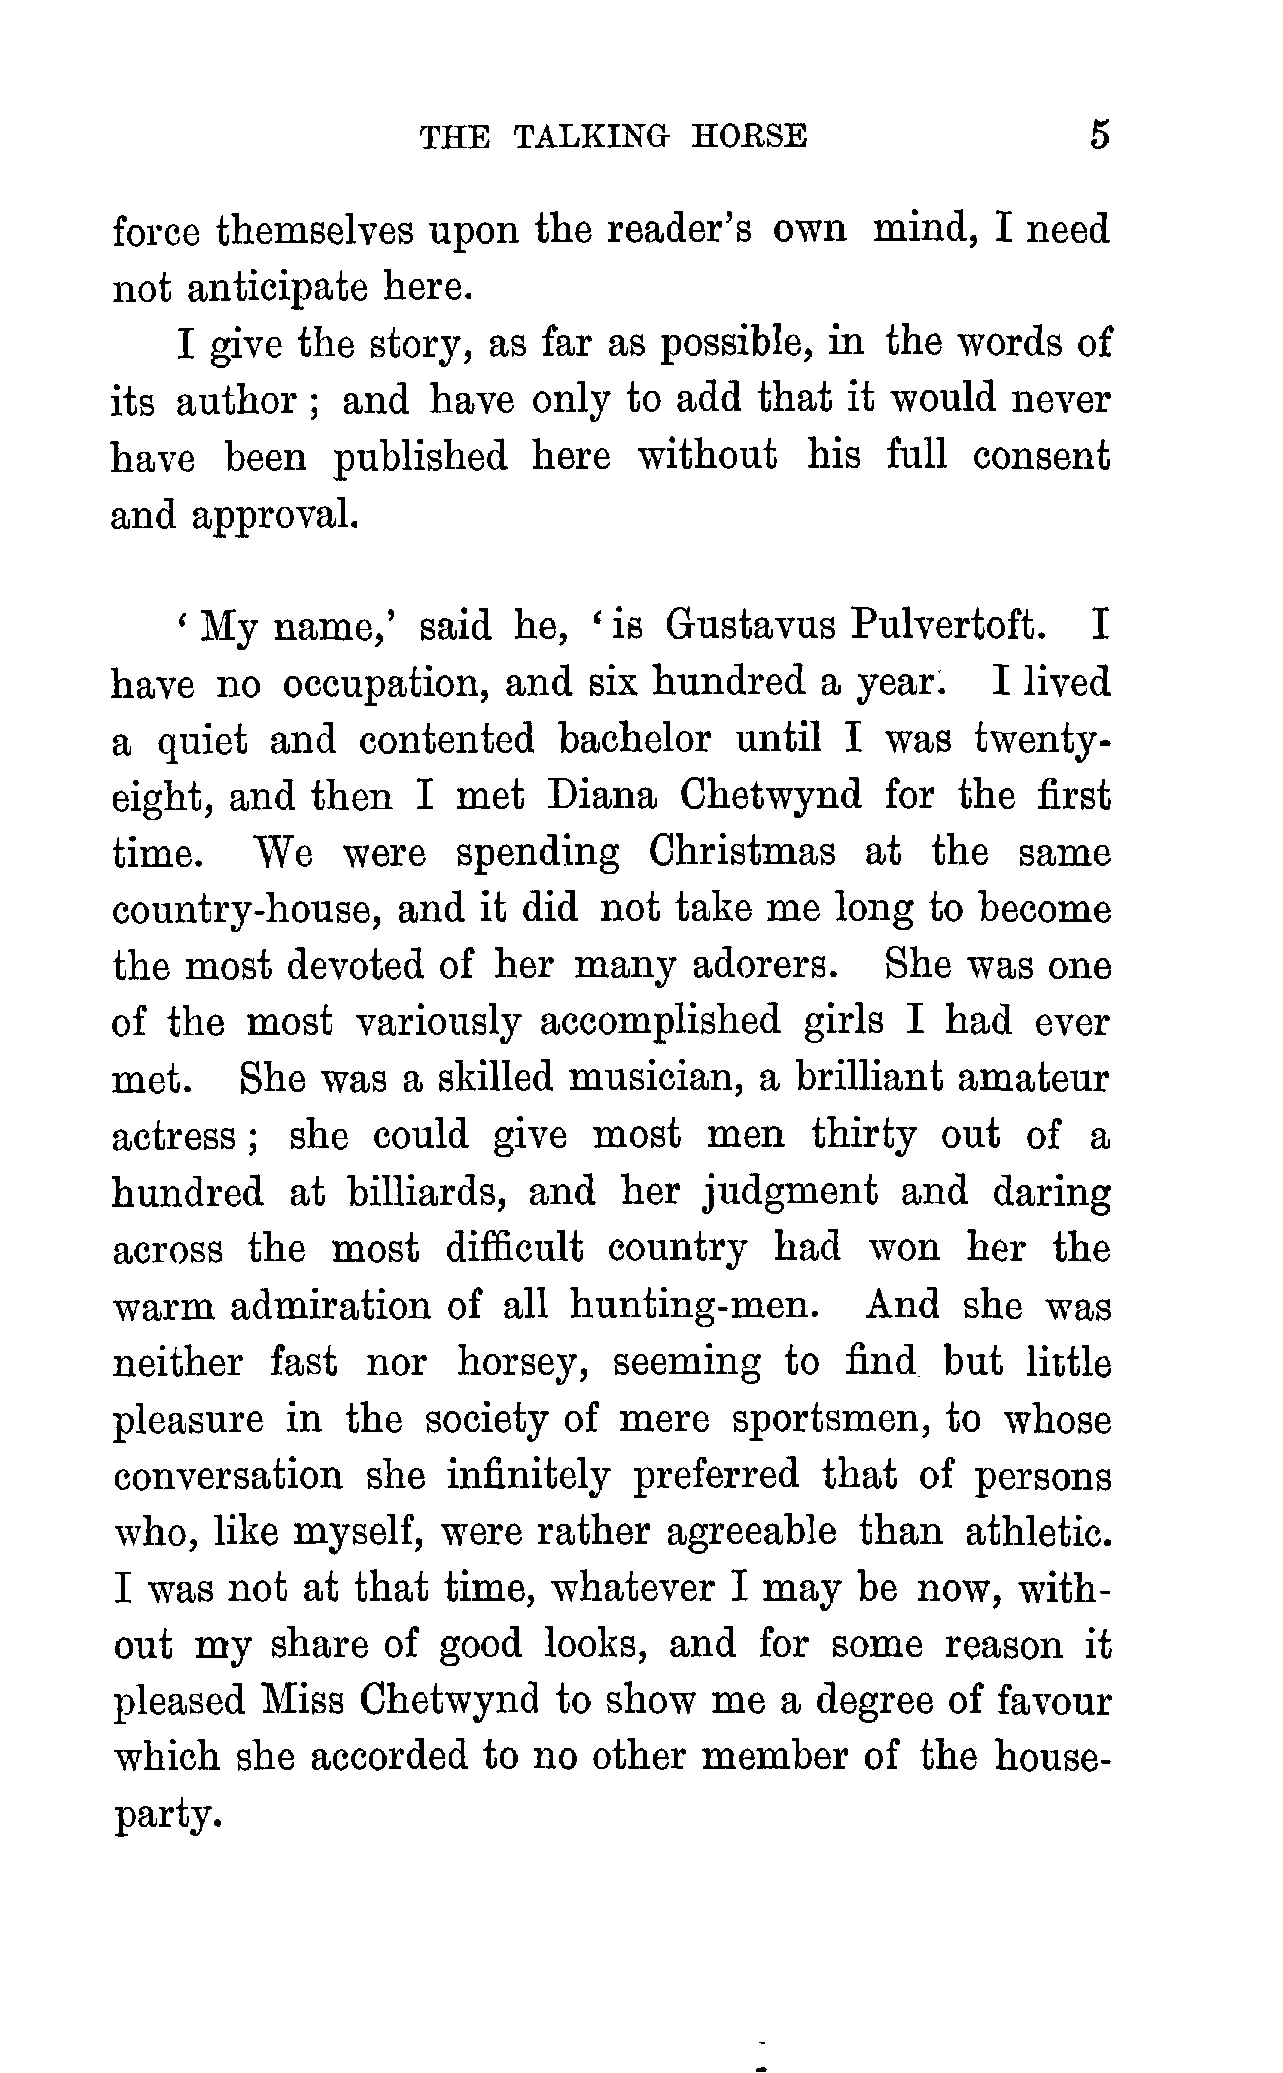 THE TALKING HORSE 5
force themselves upon the reader's own mind, I need
not anticipate here.
I give the story, as far as possible, in the words of
its author ; and have only to add that it would never
have been published here without his full consent
and approval.
‘ My name,’ said he, ‘ is Gustavus Pulvertoft. I
have no occupation, and six hundred a year. I lived
a quiet and contented bachelor until I was twenty-
eight, and then I met Diana Chetwynd for the first
time. We were spending Christmas at the same
country-house, and it did not take me long to become
the most devoted of her many adorers. She was one
of the most variously accomplished girls I had ever
met. She was a skilled musician, a brilliant amateur
actress ; she could give most men thirty out of a
hundred at billiards, and her judgment and daring
across the most difficult country had won her the
warm admiration of all hunting-men. And she was
neither fast nor horsey, seeming to find but little
pleasure in the society of mere sportsmen, to whose
conversation she infinitely preferred that of persons
who, like myself, were rather agreeable than athletic.
I was not at that time, whatever I may be now, with-
out my share of good looks, and for some reason it
pleased Miss Chetwynd to show me a degree of favour
which she accorded to no other member of the house-
party.